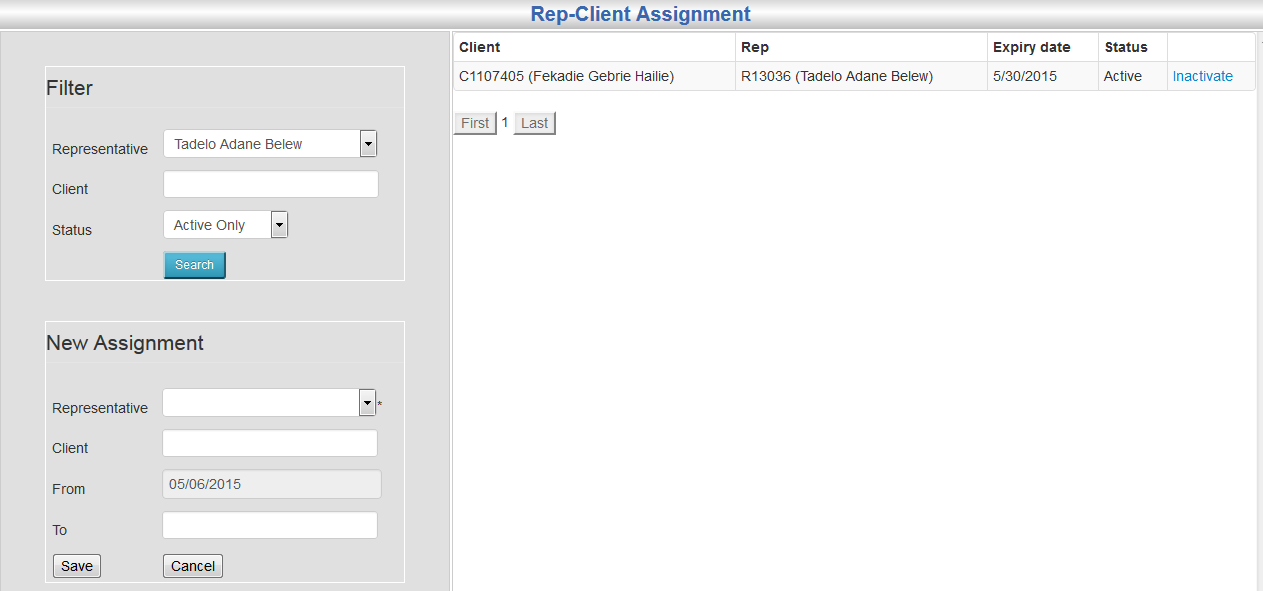 Rep-Client Assignment
Filter
Representative Tadelo Adane Belew
Client
Status Active Only
Search
New Assignment
Representative *
Client
From 05/06/2015
To
Save Cancel
Client Rep Expiry date Status
C1107405 (Fekadie Gebrie Hailie) R13036 (Tadelo Adane Belew) 5/30/2015 Active Inactivate
First 1 Last